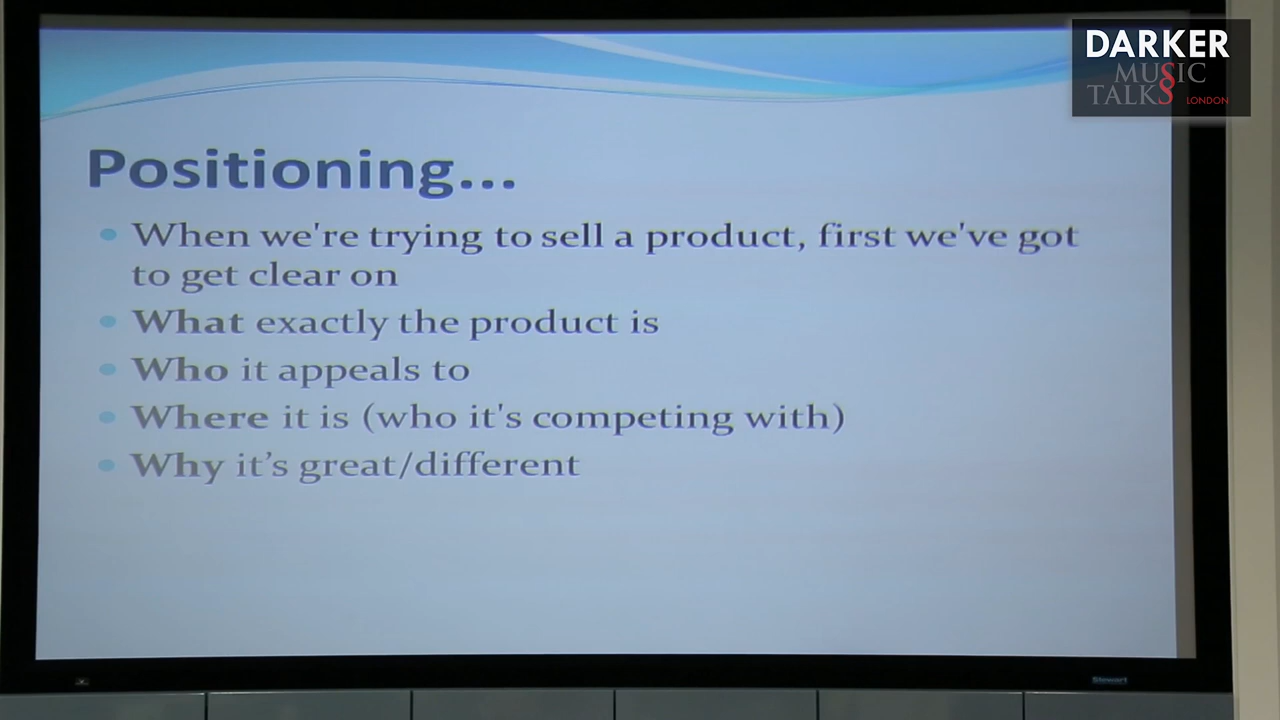 DARKER
MUSIC
TALKS LONDON
Positioning...
When we're trying to sell a product, first we've got
to get clear on
What exactly the product is
Who it appeals to
Where it is (who it's competing with)
Why it’s great/different
Stewart